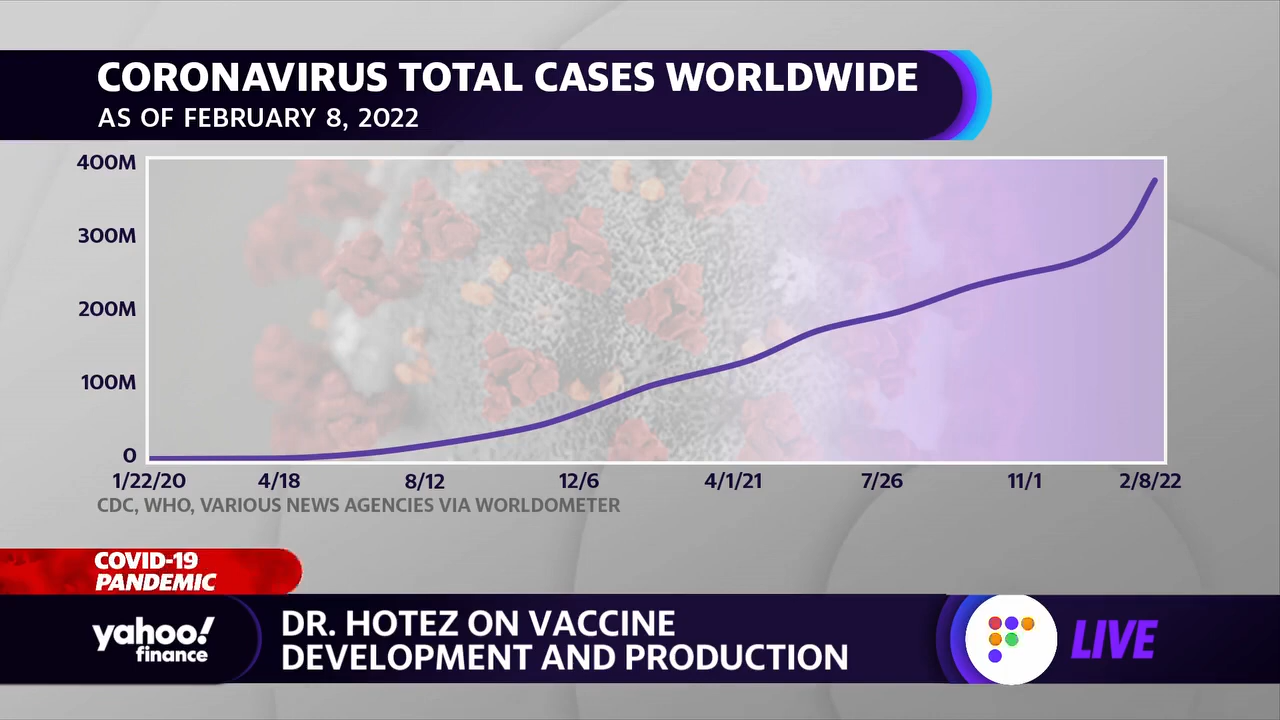 CORONAVIRUS TOTAL CASES WORLDWIDE
AS OF FEBRUARY 8, 2022
400M
300M
200M
100M
0
1/22/20 4/18 8/12 12/6 4/1/21 7/26 11/1 2/8/22
CDC, WHO, VARIOUS NEWS AGENCIES VIA WORLDOMETER
COVID-19
PANDEMIC
yahoo!
finance
DR. HOTEZ ON VACCINE
DEVELOPMENT AND PRODUCTION
LIVE